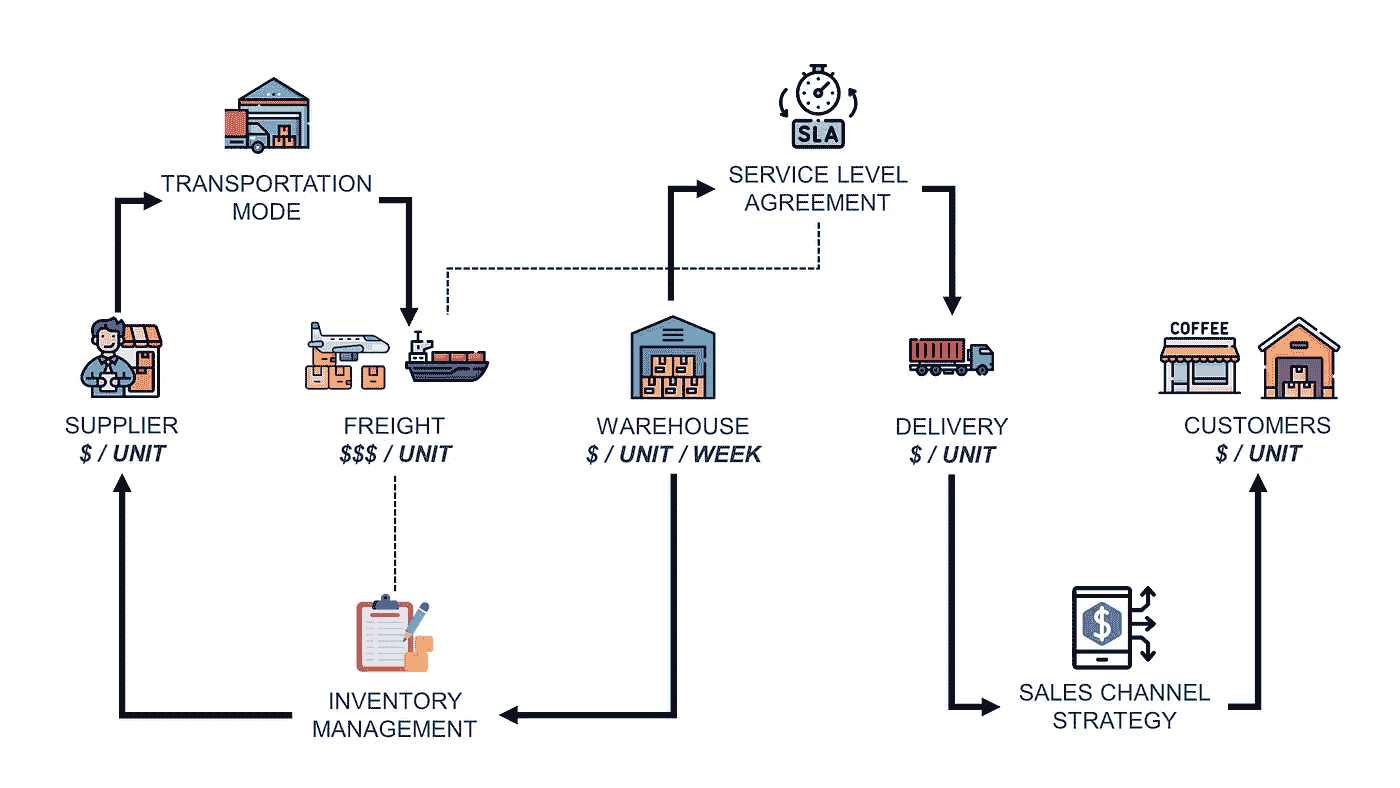 SLA
TRANSPORTATION
MODE
SERVICE LEVEL
AGREEMENT
COFFEE
SUPPLIER
$ / UNIT
FREIGHT
$$$ / UNIT
WAREHOUSE
$ / UNIT / WEEK
DELIVERY
$ / UNIT
CUSTOMERS
$ / UNIT
$
INVENTORY
MANAGEMENT
SALES CHANNEL
STRATEGY